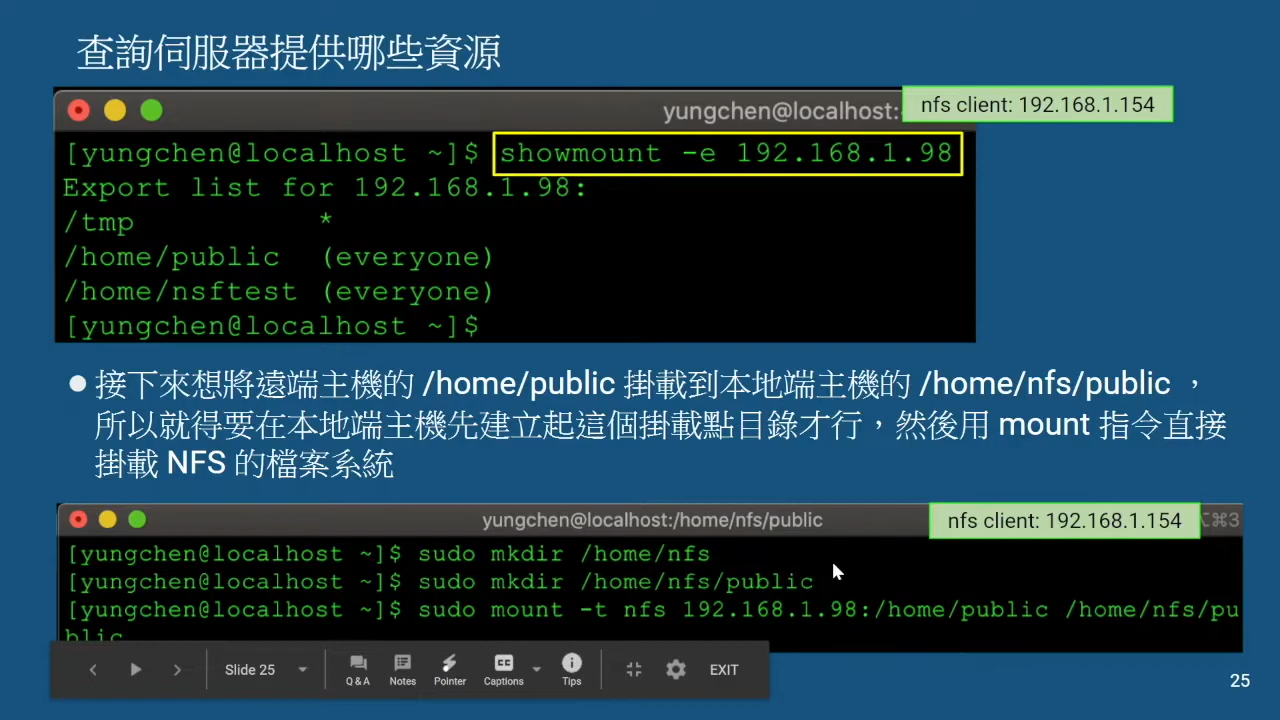 查詢伺服器提供哪些資源
yungchen@localhost:
nfs client: 192.168.1.154
[yungchen@localhost ~]$ showmount -e 192.168.1.98
Export list for 192.168.1.98:
/tmp *
/home/public (everyone)
/home/nsftest (everyone)
[yungchen@localhost ~]$
● 接下來想將遠端主機的 /home/public 掛載到本地端主機的 /home/nfs/public ，
所以就得要在本地端主機先建立起這個掛載點目錄才行，然後用 mount 指令直接
掛載 NFS 的檔案系統
yungchen@localhost:/home/nfs/public
nfs client: 192.168.1.154
⌥⌘3
[yungchen@localhost ~]$ sudo mkdir /home/nfs
[yungchen@localhost ~]$ sudo mkdir /home/nfs/public
[yungchen@localhost ~]$ sudo mount -t nfs 192.168.1.98:/home/public /home/nfs/pu
blic
Slide 25
Q & A
Notes
Pointer
CC
Captions
Tips
EXIT
25